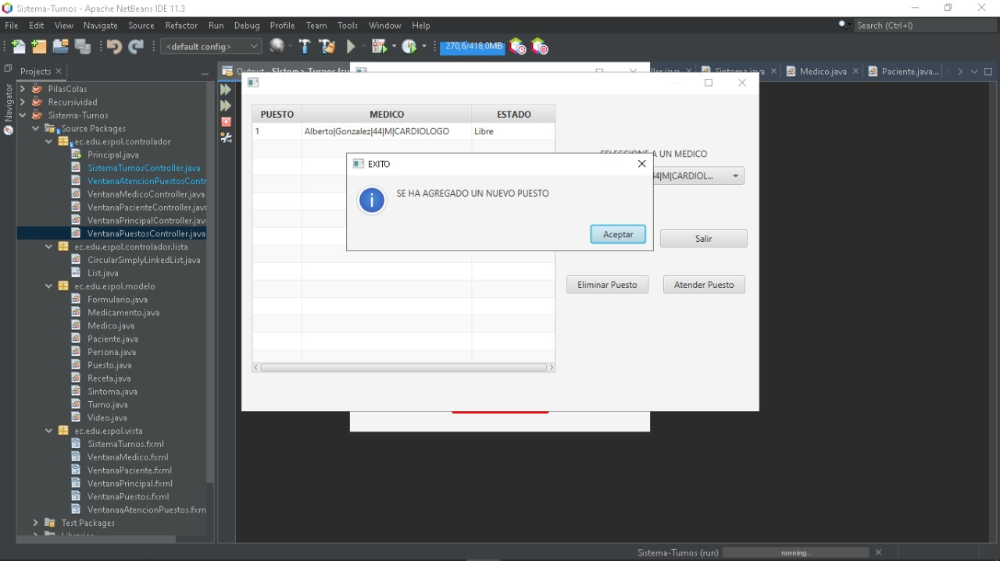 Sistema-Turnos - Apache NetBeans IDE 11.3
File Edit View Navigate Source Refactor Run Debug Profile Team Tools Window Help
Search (Ctrl+I)
<default config>
270,6/418,0MB
Projects
Navigator
PilasColas
Recursividad
Sistema-Turnos
Source Packages
ec.edu.espol.controlador
Principal.java
SistemaTurnosController.java
VentanaAtencionPuestosContr
VentanaMedicoController.java
VentanaPacienteController.java
VentanaPrincipalController.java
VentanaPuestosController.java
ec.edu.espol.controlador.lista
CircularSimplyLinkedList.java
List.java
ec.edu.espol.modelo
Formulario.java
Medicamento.java
Medico.java
Paciente.java
Persona.java
Puesto.java
Receta.java
Sintoma.java
Turno.java
Video.java
ec.edu.espol.vista
SistemaTurnos.fxml
VentanaMedico.fxml
VentanaPaciente.fxml
VentanaPrincipal.fxml
VentanaPuestos.fxml
VentanaaAtencionPuestos.fxm
Test Packages
Output - Sistema-Turnos (ru
ller.java
Sintoma.java
Medico.java
Paciente.java...
PUESTO MEDICO ESTADO
1 Alberto|Gonzalez|44|M|CARDIOLOGO Libre
SELECCIONE A UN MEDICO
44|M|CARDIOL...
EXITO
SE HA AGREGADO UN NUEVO PUESTO
Aceptar
Salir
Eliminar Puesto
Atender Puesto
Sistema-Turnos (run)
running...